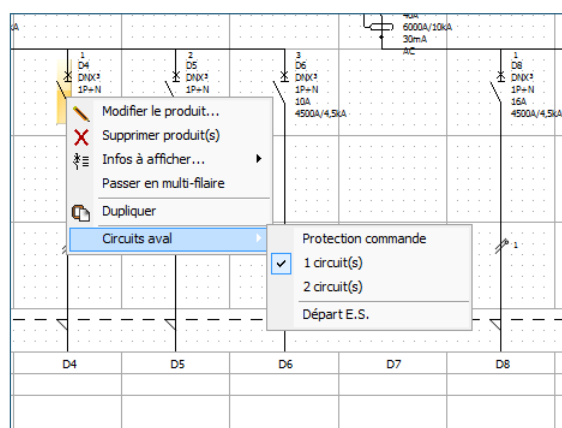 kA
40A
6000A/10kA
30mA
AC
1
D4
DNX³
1P+N
2
D5
DNX³
1P+N
3
D6
DNX³
1P+N
10A
4500A/4,5kA
1
D8
DNX³
1P+N
16A
4500A/4,5kA
Modifier le produit...
Supprimer produit(s)
Infos à afficher...
Passer en multi-filaire
Dupliquer
Circuits aval
Protection commande
1 circuit(s)
2 circuit(s)
Départ E.S.
1
D4 D5 D6 D7 D8